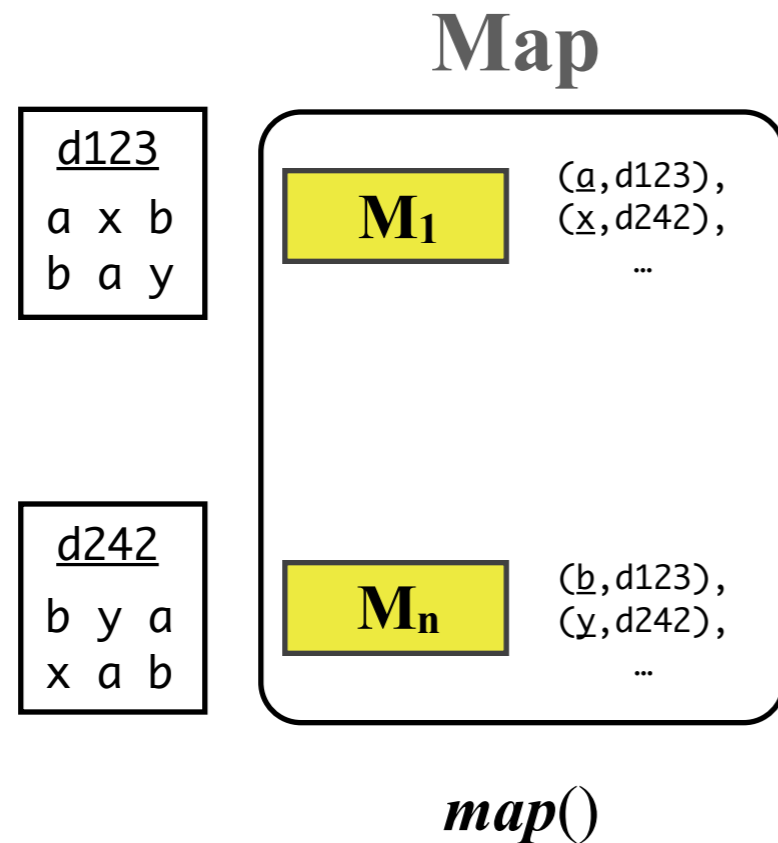 Map
d123
a x b
b a y
M₁
(a,d123),
(x,d242),
…
d242
b y a
x a b
Mₙ
(b,d123),
(y,d242),
…
map()